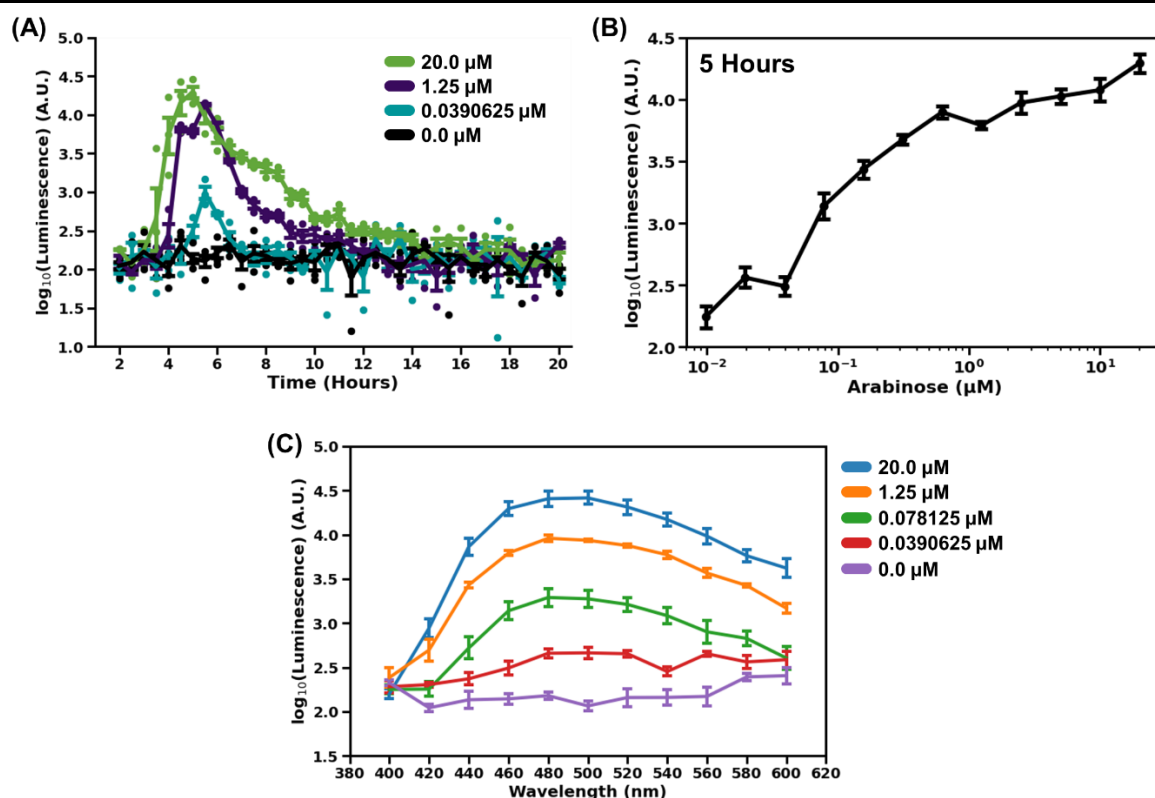 (A)
log10(Luminescence) (A.U.)
5.0
4.5
4.0
3.5
3.0
2.5
2.0
1.5
1.0
20.0 μM
1.25 μM
0.0390625 μM
0.0 μM
2 4 6 8 10 12 14 16 18 20
Time (Hours)
(B)
log10(Luminescence) (A.U.)
4.5
4.0
3.5
3.0
2.5
2.0
5 Hours
10−2 10−1 100 101
Arabinose (μM)
(C)
log10(Luminescence) (A.U.)
5.0
4.5
4.0
3.5
3.0
2.5
2.0
1.5
380 400 420 440 460 480 500 520 540 560 580 600 620
Wavelength (nm)
20.0 μM
1.25 μM
0.078125 μM
0.0390625 μM
0.0 μM